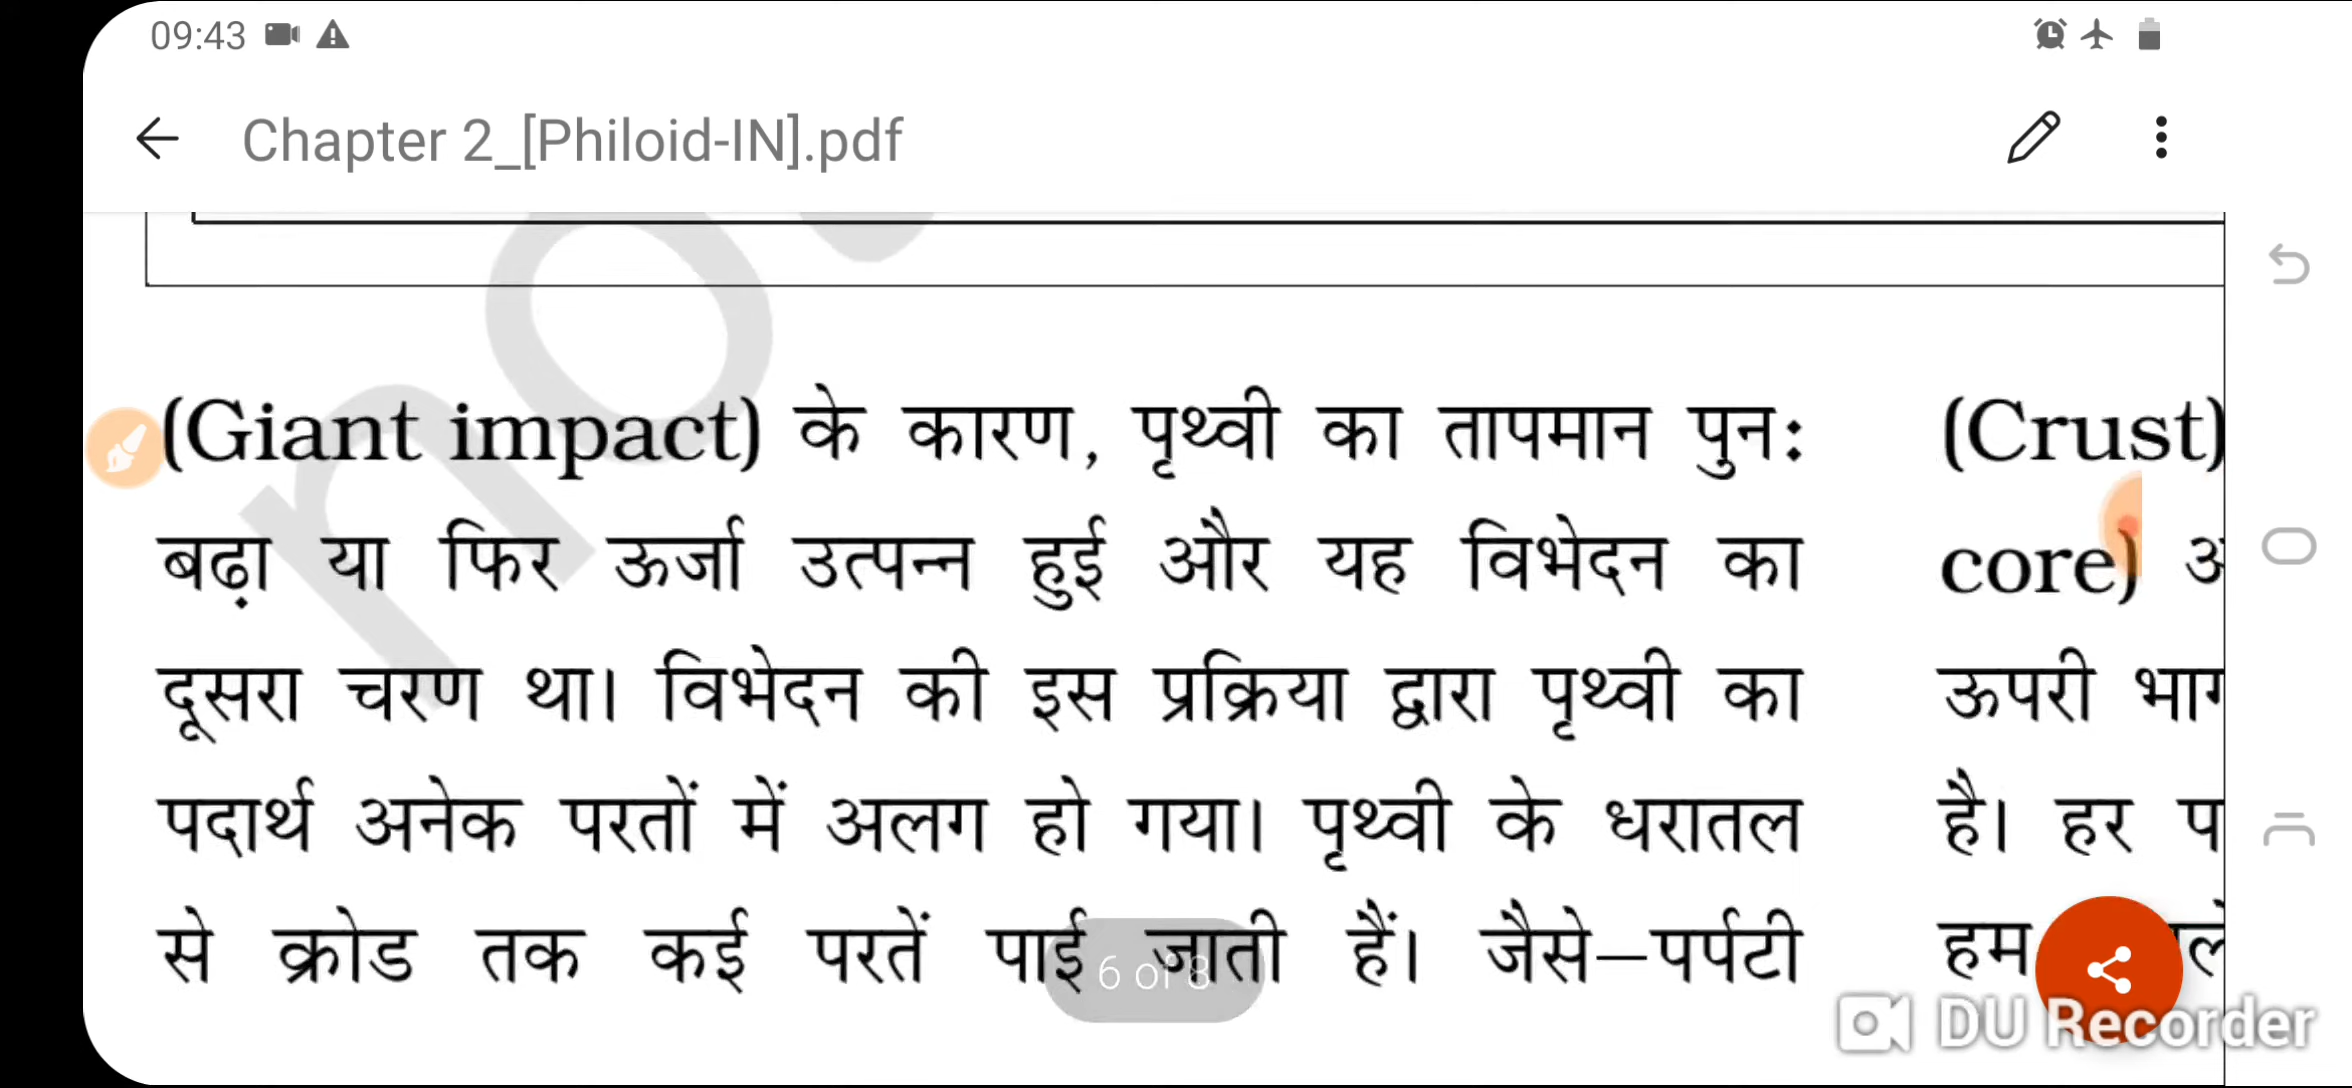 09:43
Chapter 2_[Philoid-IN].pdf
(Giant impact) के कारण, पृथ्वी का तापमान पुनः
बढ़ा या फिर ऊर्जा उत्पन्न हुई और यह विभेदन का
दूसरा चरण था। विभेदन की इस प्रक्रिया द्वारा पृथ्वी का
पदार्थ अनेक परतों में अलग हो गया। पृथ्वी के धरातल
से क्रोड तक कई परतें पाई जाती हैं। जैसे–पर्पटी
(Crust)
core)
ऊपरी
है। हर
हम
6 of 8
DU Recorder